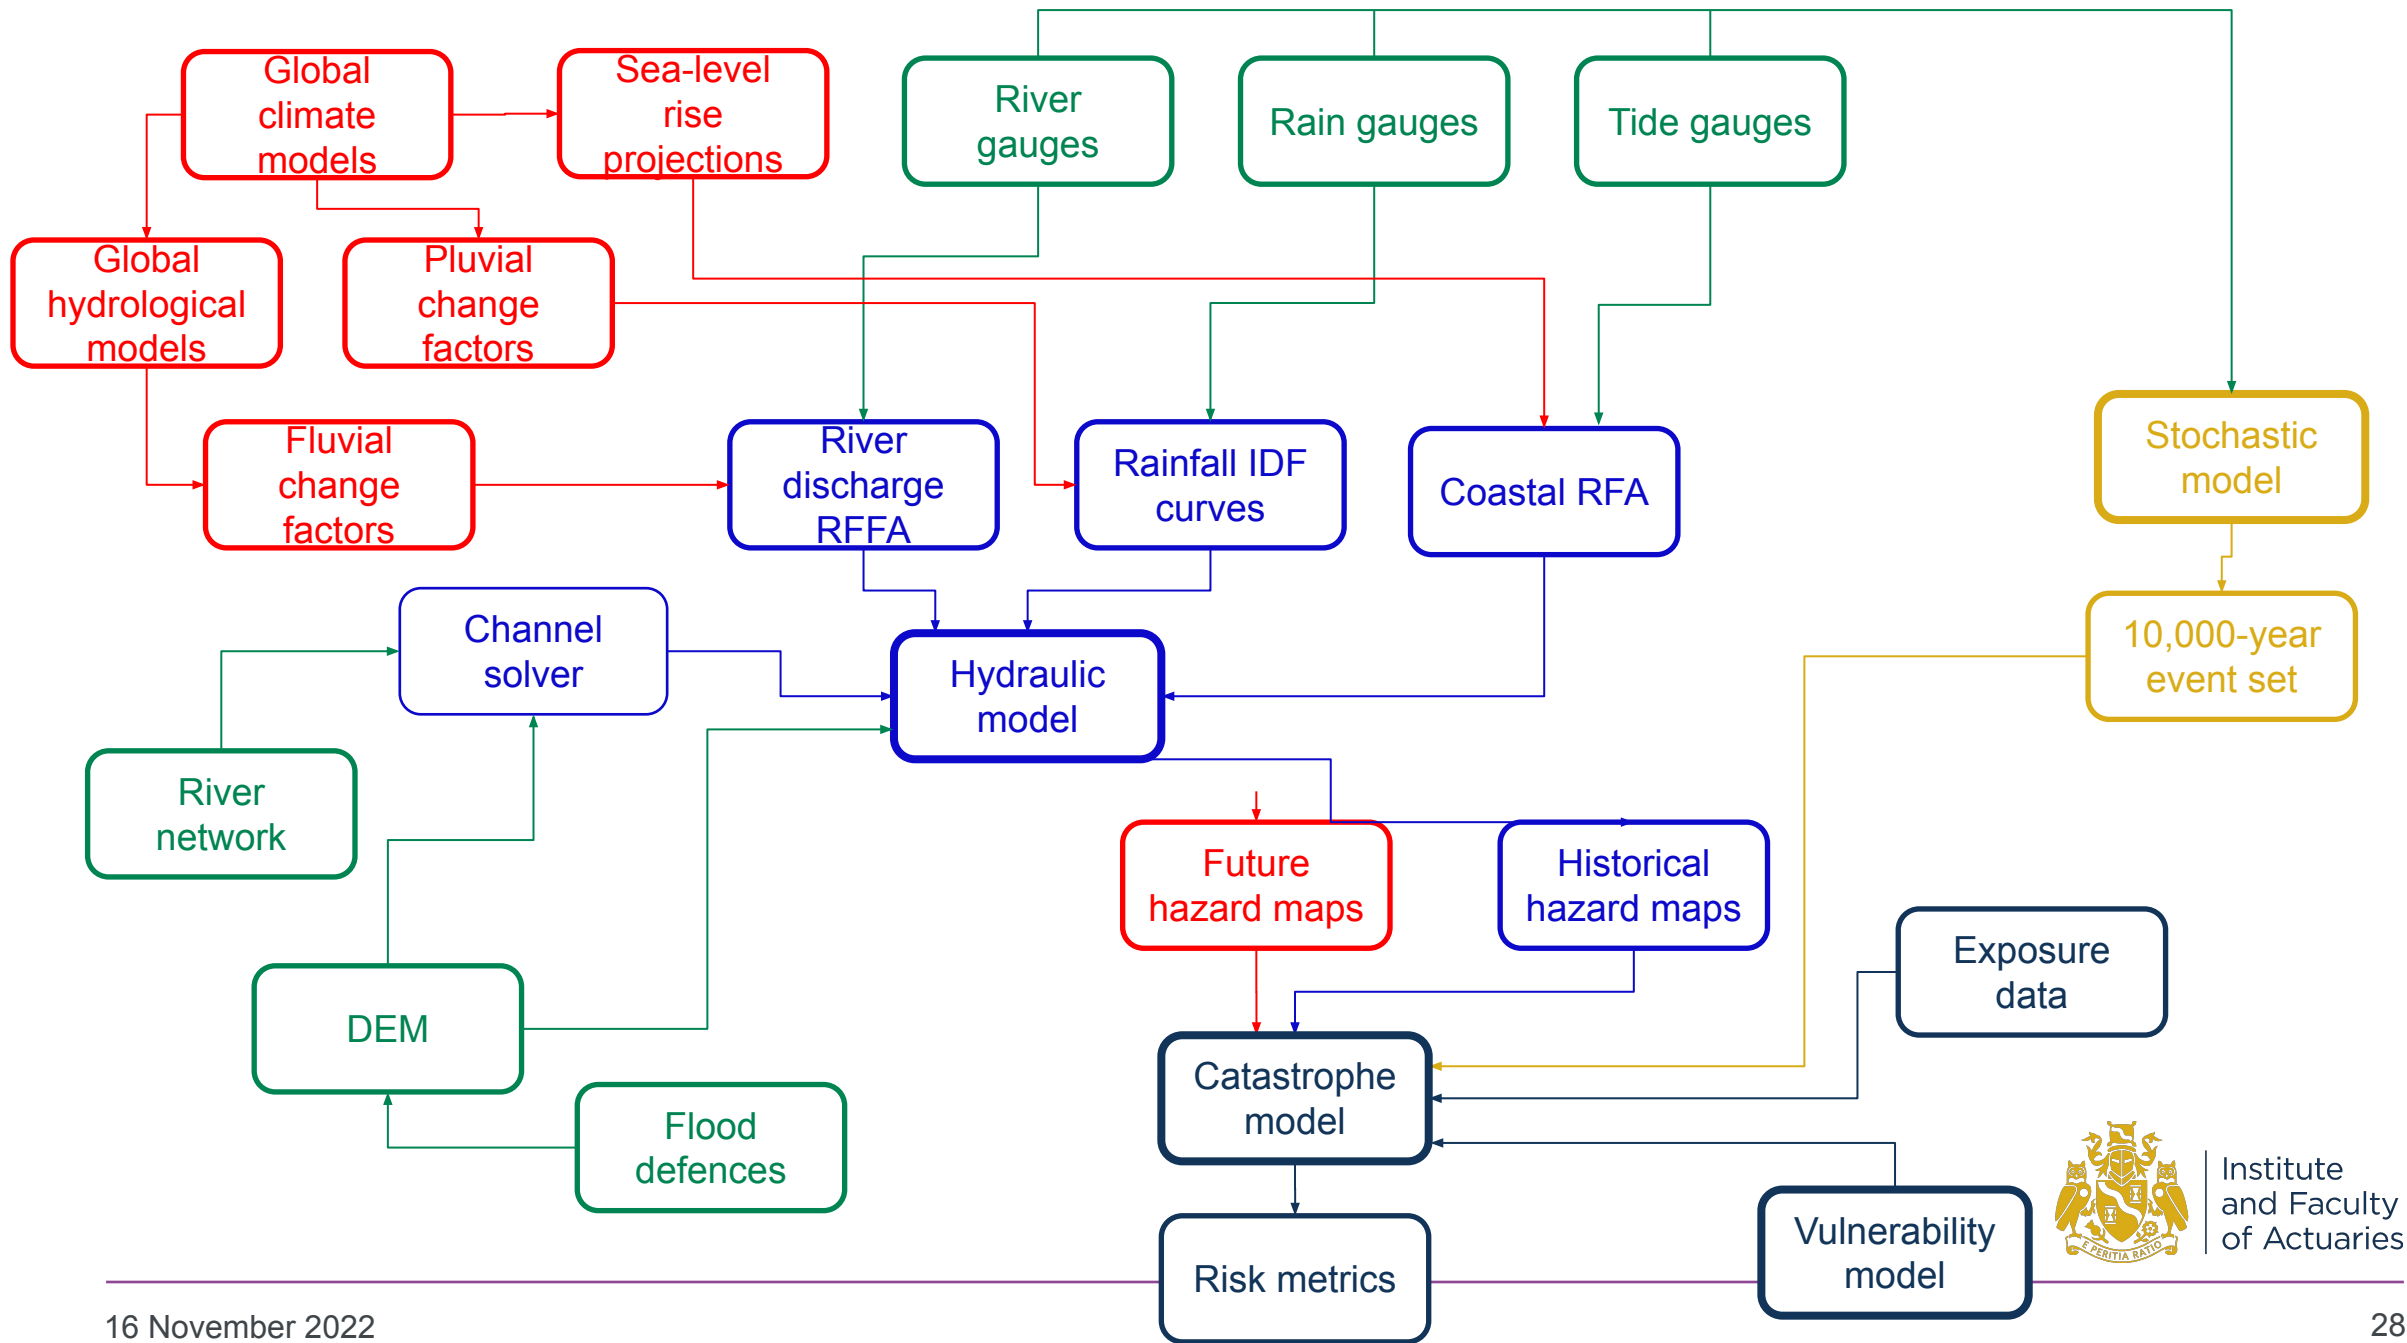 Global
climate
models
Sea-level
rise
projections
River
gauges
Rain gauges
Tide gauges
Global
hydrological
models
Pluvial
change
factors
Fluvial
change
factors
River
discharge
RFFA
Rainfall IDF
curves
Coastal RFA
Stochastic
model
Channel
solver
Hydraulic
model
10,000-year
event set
River
network
Future
hazard maps
Historical
hazard maps
Exposure
data
DEM
Catastrophe
model
Flood
defences
Vulnerability
model
Risk metrics
E PERITIA RATIO
Institute
and Faculty
of Actuaries
16 November 2022
28